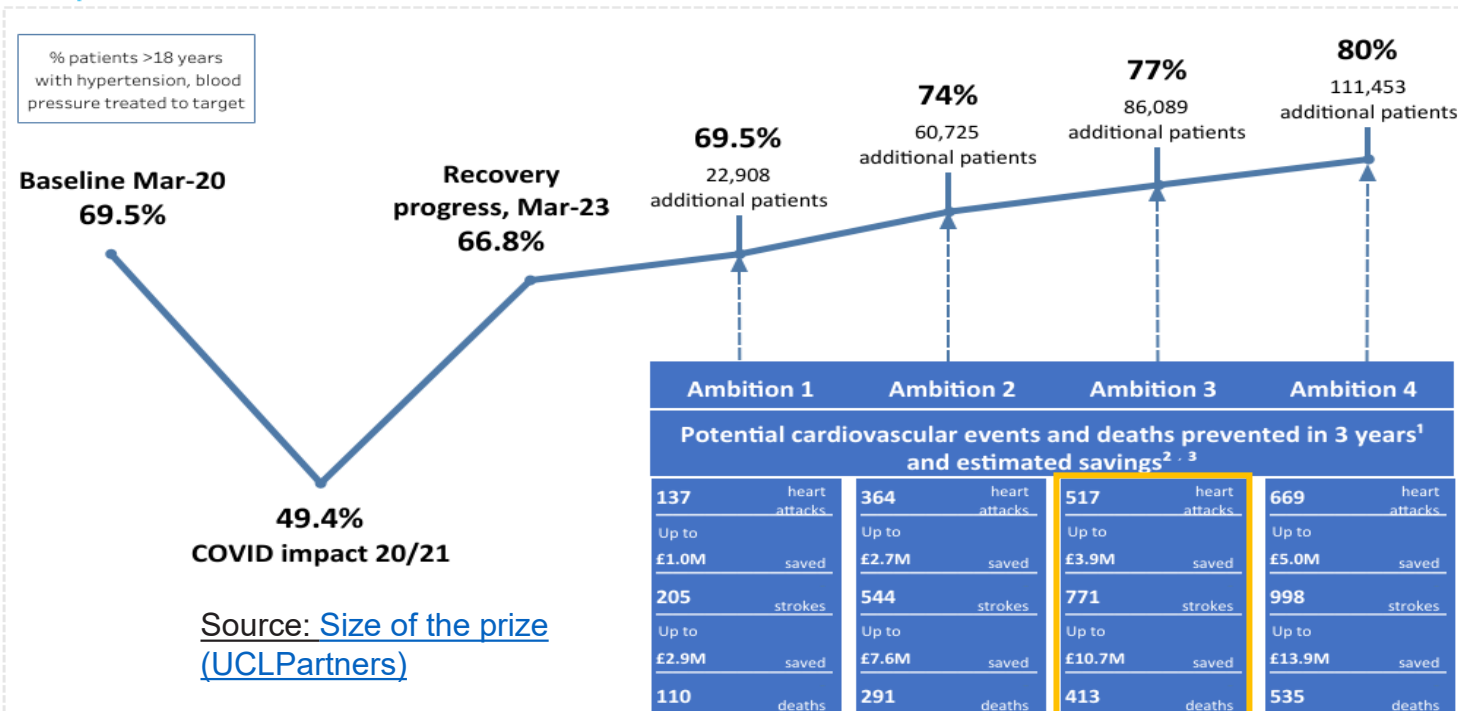 % patients >18 years
with hypertension, blood
pressure treated to target
Baseline Mar-20
69.5%
49.4%
COVID impact 20/21
Recovery
progress, Mar-23
66.8%
69.5%
22,908
additional patients
74%
60,725
additional patients
77%
86,089
additional patients
80%
111,453
additional patients
Source: Size of the prize
(UCLPartners)
Ambition 1 Ambition 2 Ambition 3 Ambition 4
Potential cardiovascular events and deaths prevented in 3 years¹
and estimated savings² , ³
137 heart
attacks
Up to
£1.0M saved
205 strokes
Up to
£2.9M saved
110 deaths
364 heart
attacks
Up to
£2.7M saved
544 strokes
Up to
£7.6M saved
291 deaths
517 heart
attacks
Up to
£3.9M saved
771 strokes
Up to
£10.7M saved
413 deaths
669 heart
attacks
Up to
£5.0M saved
998 strokes
Up to
£13.9M saved
535 deaths